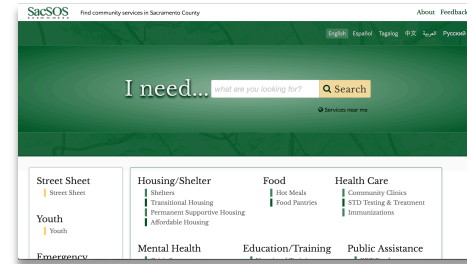 SacSOS Find community services in Sacramento County About Feedback
English Español Tagalog 中文 العربية Русский
I need... what are you looking for? Search
Services near me
Street Sheet
Street Sheet
Youth
Youth
Emergency
Housing/Shelter
Shelters
Transitional Housing
Permanent Supportive Housing
Affordable Housing
Food
Hot Meals
Food Pantries
Health Care
Community Clinics
STD Testing & Treatment
Immunizations
Mental Health
Education/Training
Public Assistance